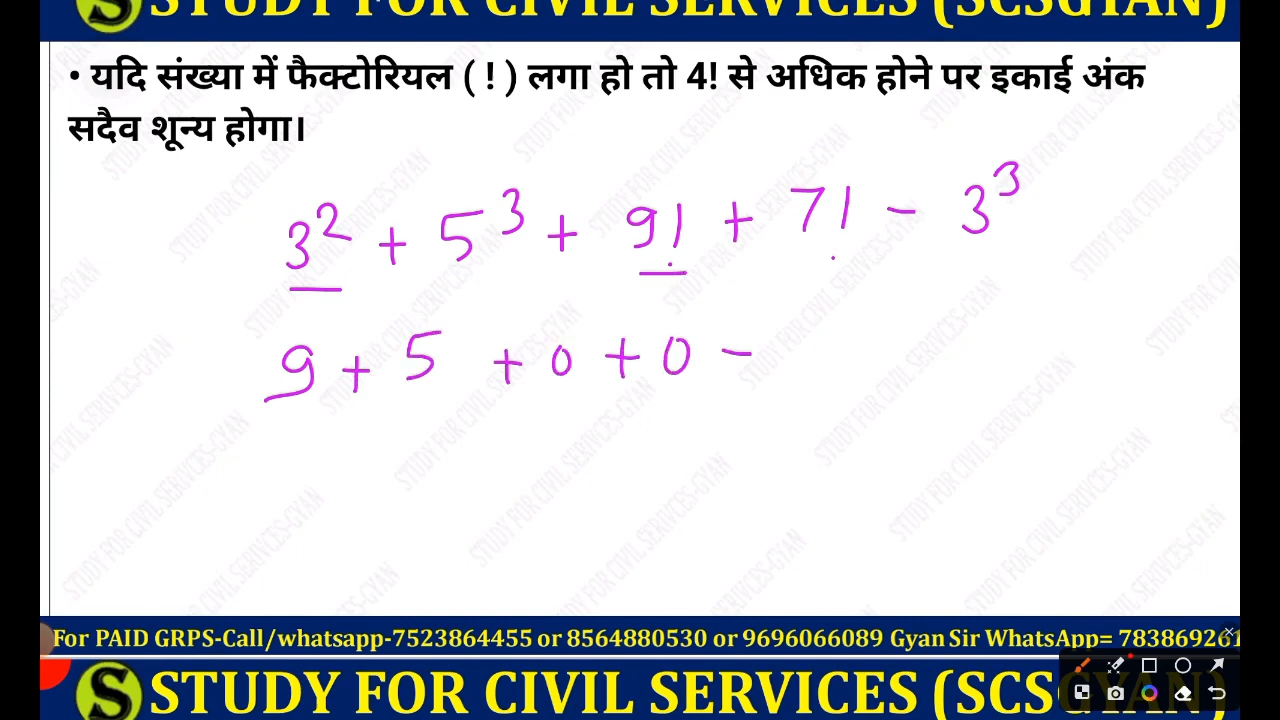 STUDY FOR CIVIL SERVICES (SCSGYAN)
• यदि संख्या में फैक्टोरियल ( ! ) लगा हो तो 4! से अधिक होने पर इकाई अंक
सदैव शून्य होगा।
3² + 5³ + 9! + 7! - 3³
9 + 5 + 0 + 0 -
For PAID GRPS-Call/whatsapp-7523864455 or 8564880530 or 9696066089 Gyan Sir WhatsApp= 783869261
S STUDY FOR CIVIL SERVICES (SCSGYAN)